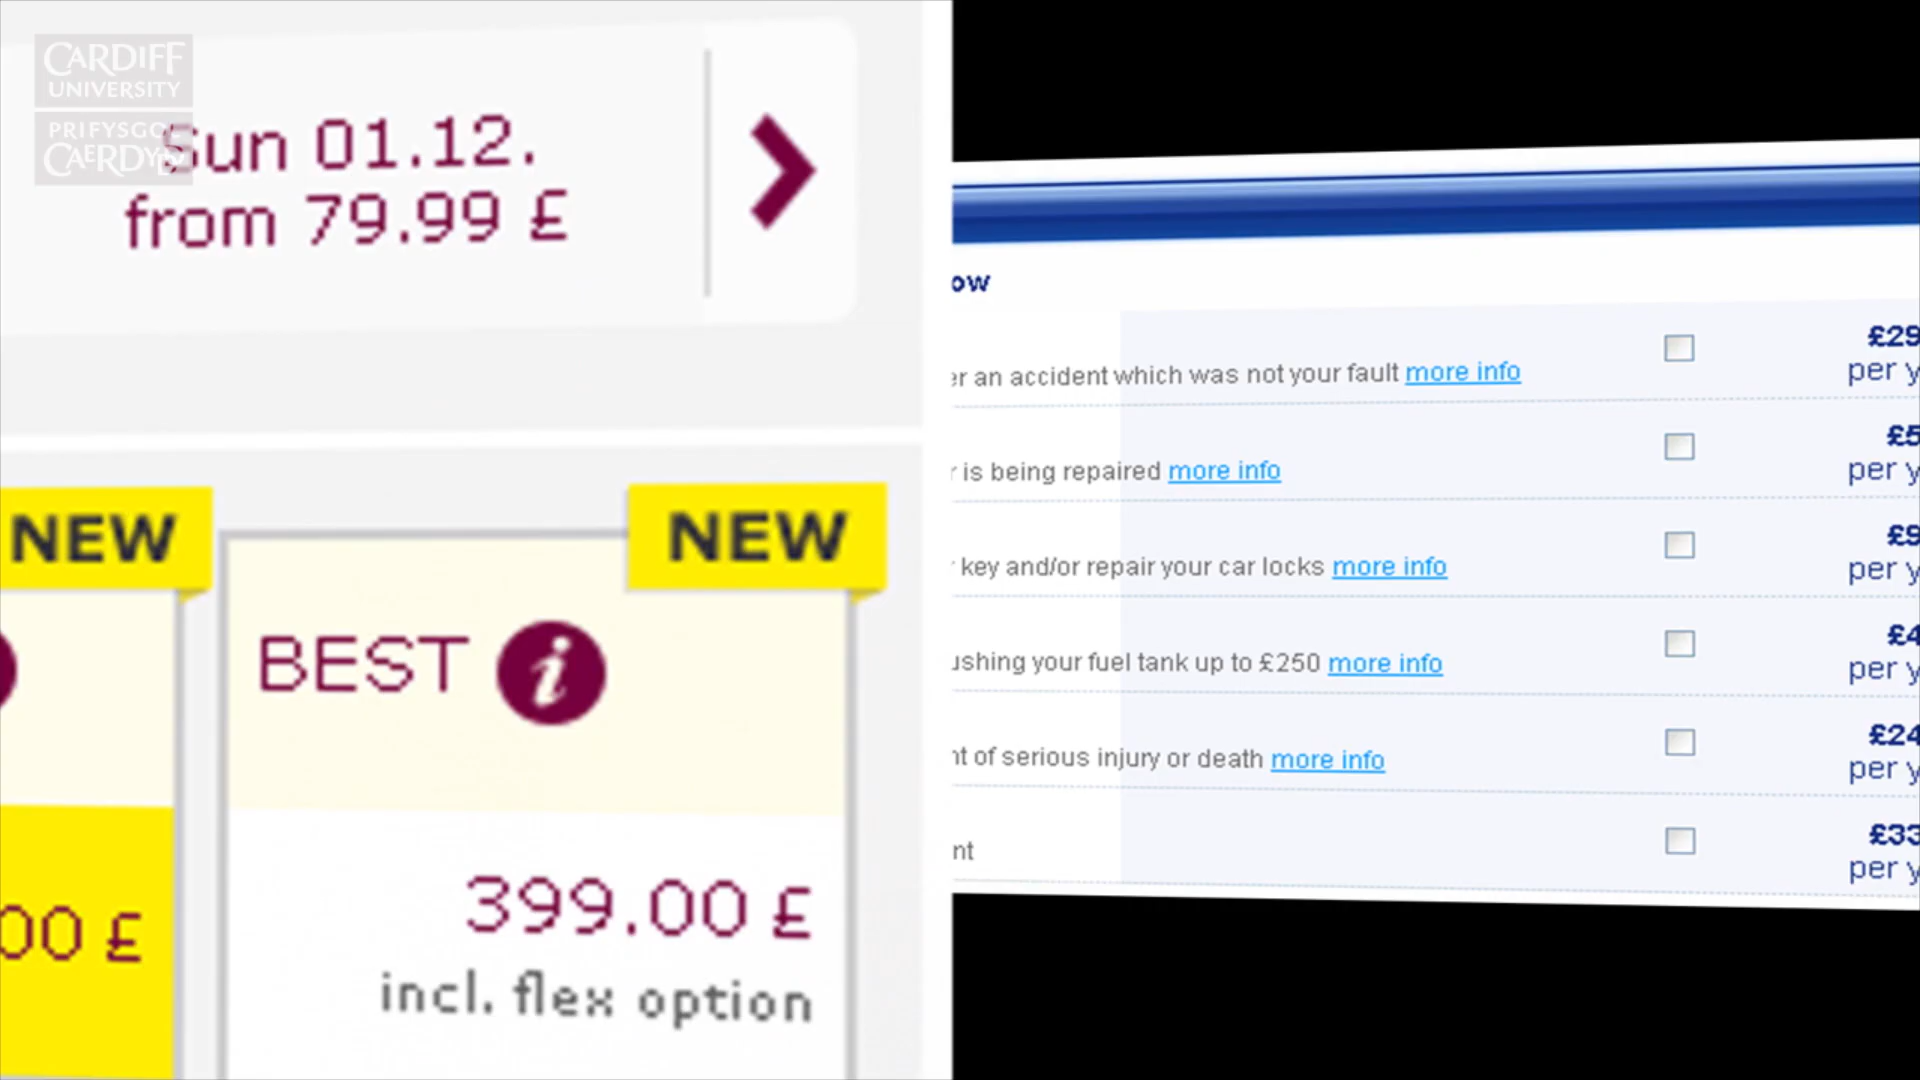 CARDIFF
UNIVERSITY
PRIFYSGOL
CAERDYDD
Sun 01.12.
from 79.99 £
NEW
NEW
BEST i
399.00 £
00 £
incl. flex option
ow
er an accident which was not your fault more info
£29
per y
r is being repaired more info
£5
per y
key and/or repair your car locks more info
£9
per y
ushing your fuel tank up to £250 more info
£4
per y
nt of serious injury or death more info
£24
per y
nt
£33
per y